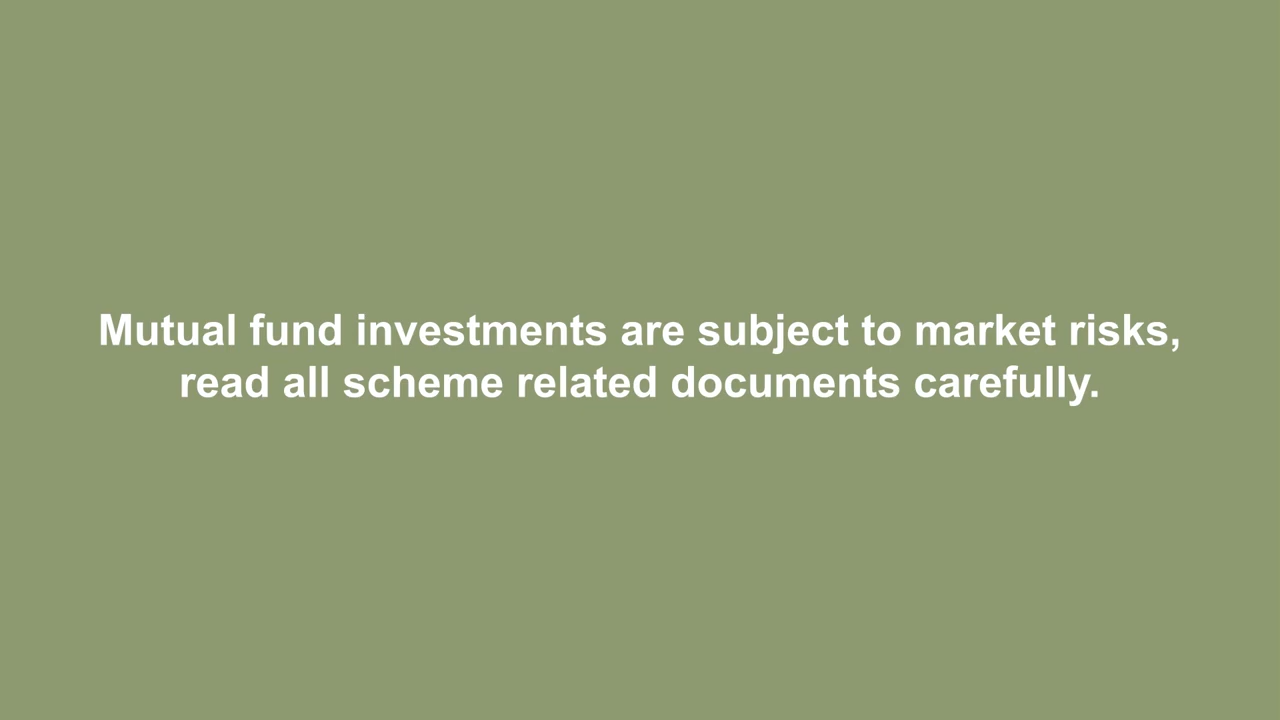 Mutual fund investments are subject to market risks,
read all scheme related documents carefully.